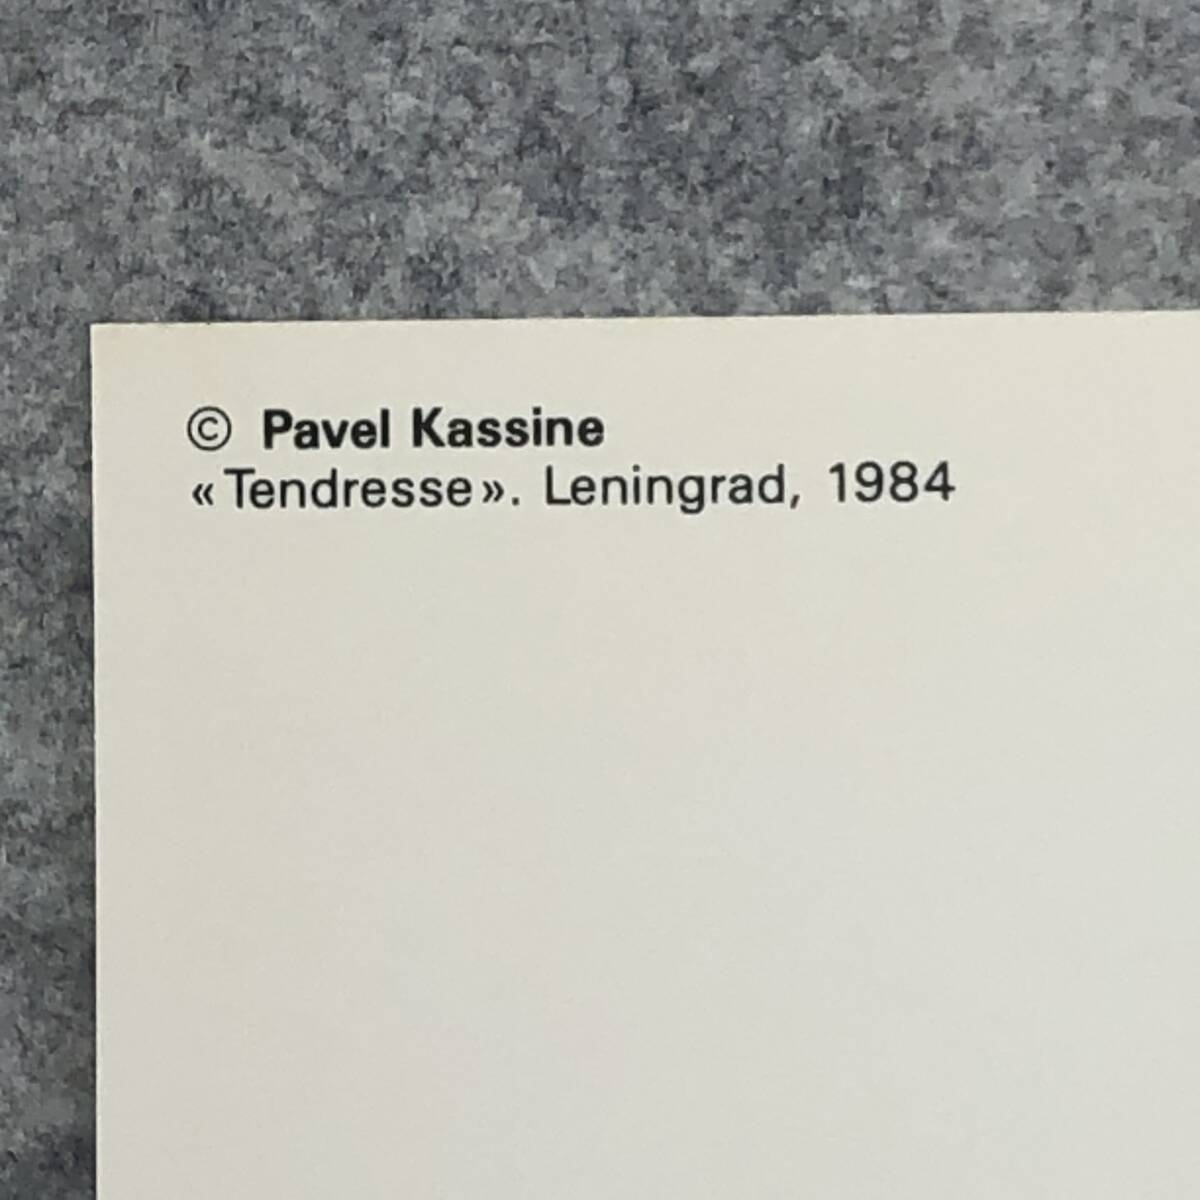 © Pavel Kassine
« Tendresse ». Leningrad, 1984